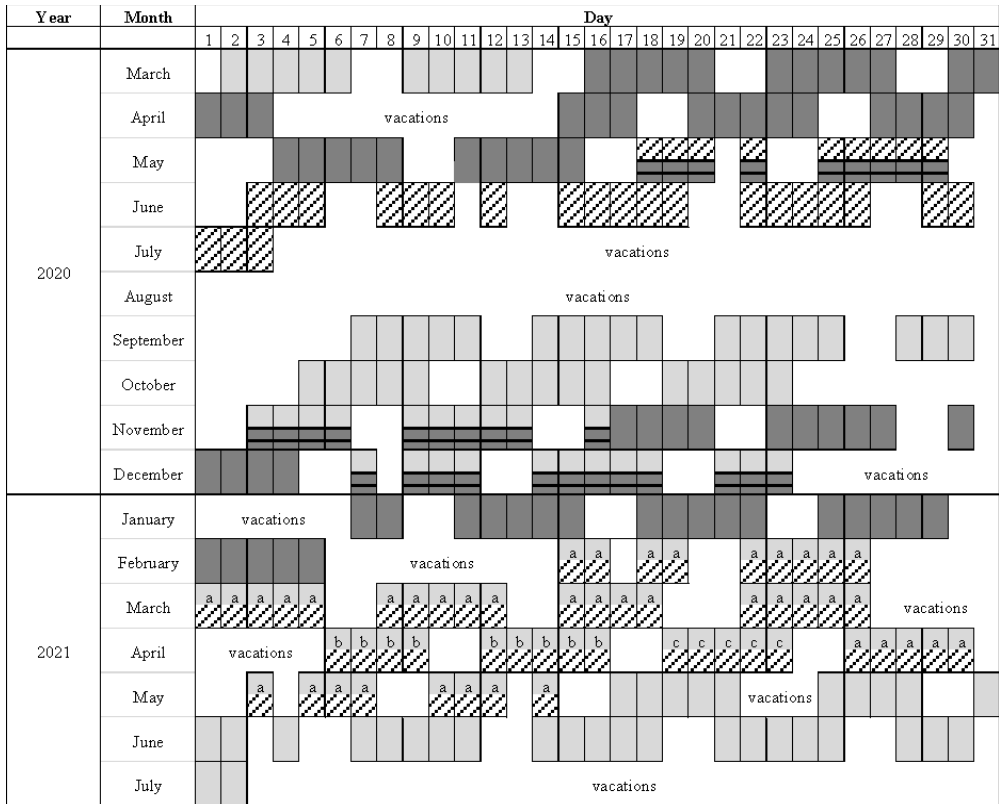 Year Month Day
1 2 3 4 5 6 7 8 9 10 11 12 13 14 15 16 17 18 19 20 21 22 23 24 25 26 27 28 29 30 31
March
April vacations
May
June
July vacations
2020
August vacations
September
October
November
December vacations
January vacations
February vacations a a a a a a a a a
March a a a a a a a a a a a a a a a a a a a vacations
2021
April vacations b b b b b b b b b c c c c c a a a a a
May a a a a a a a a vacations
June
July vacations